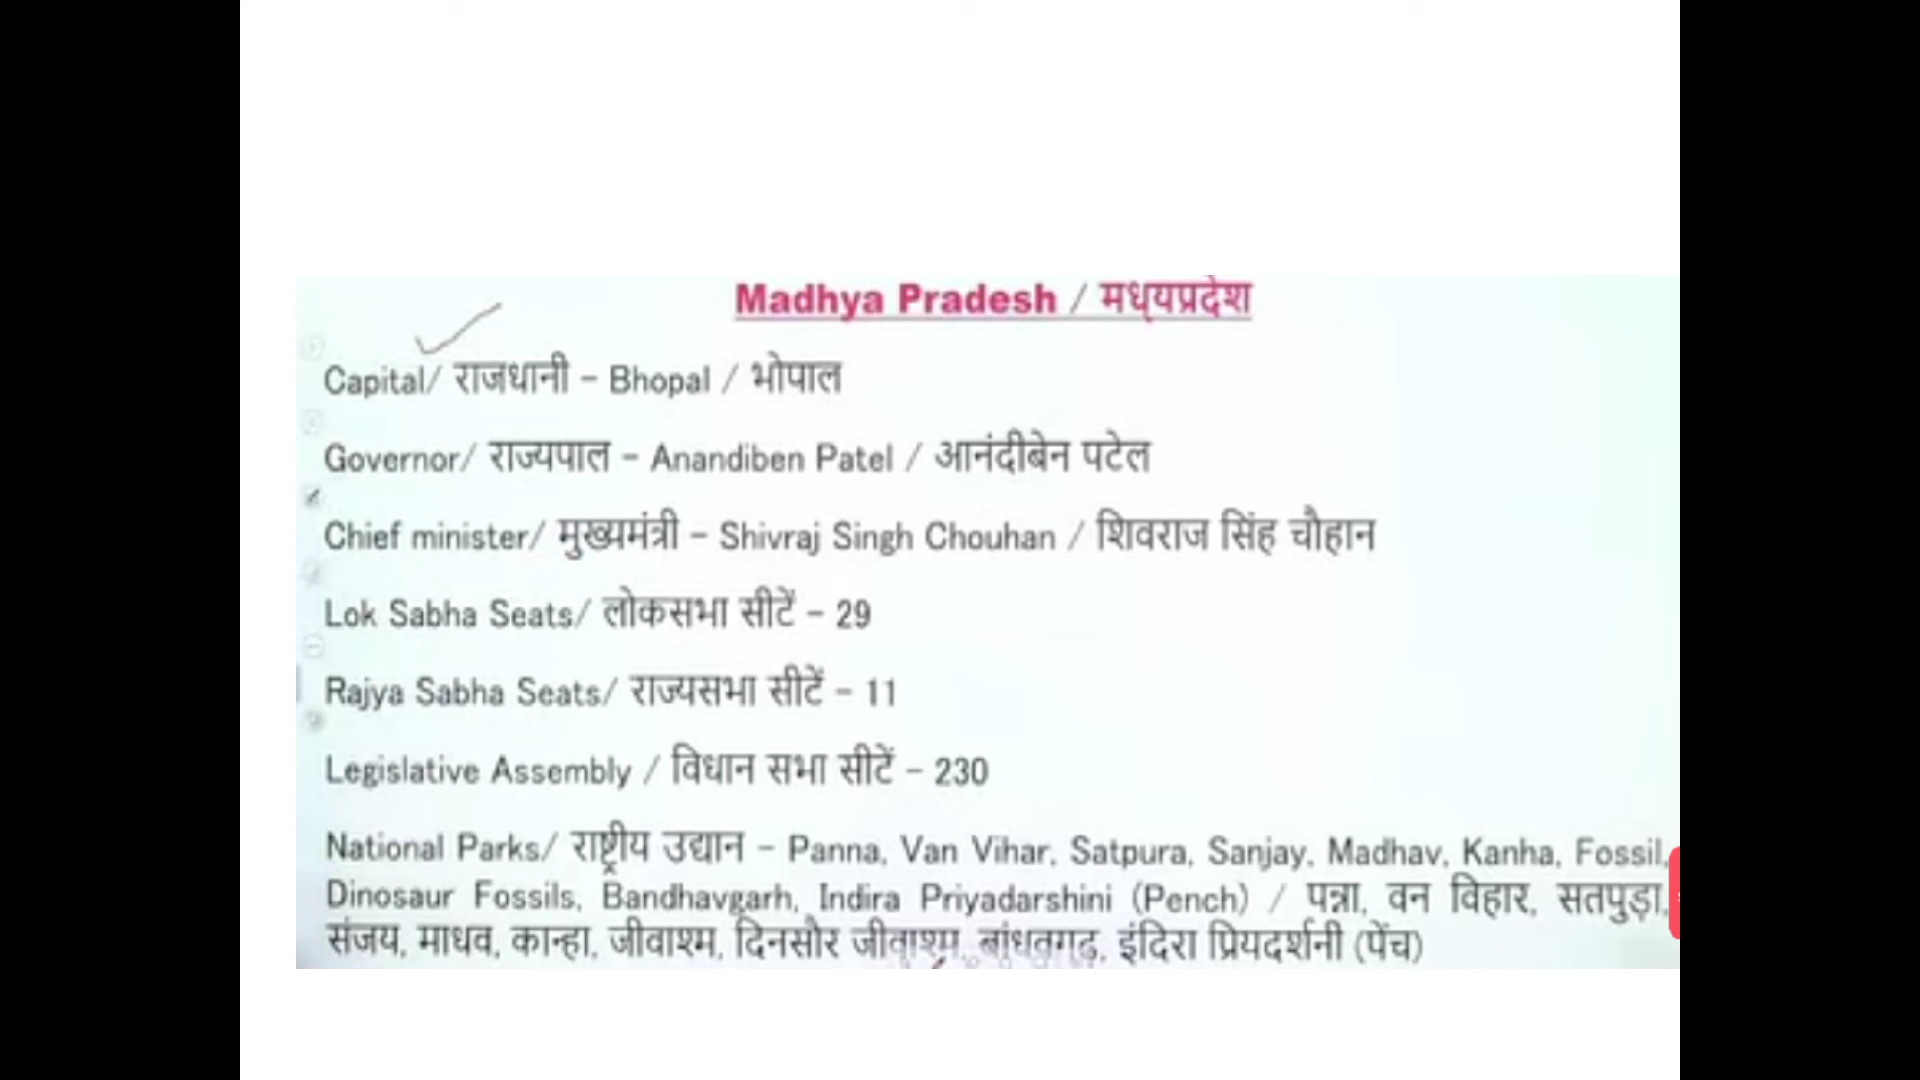 Madhya Pradesh / मध्यप्रदेश
Capital/ राजधानी – Bhopal / भोपाल
Governor/ राज्यपाल – Anandiben Patel / आनंदीबेन पटेल
Chief minister/ मुख्यमंत्री – Shivraj Singh Chouhan / शिवराज सिंह चौहान
Lok Sabha Seats/ लोकसभा सीटें – 29
Rajya Sabha Seats/ राज्यसभा सीटें – 11
Legislative Assembly / विधान सभा सीटें – 230
National Parks/ राष्ट्रीय उद्यान – Panna, Van Vihar, Satpura, Sanjay, Madhav, Kanha, Fossil,
Dinosaur Fossils, Bandhavgarh, Indira Priyadarshini (Pench) / पन्ना, वन विहार, सतपुड़ा,
संजय, माधव, कान्हा, जीवाश्म, दिनसौर जीवाश्म, बांधवगढ़, इंदिरा प्रियदर्शनी (पेंच)